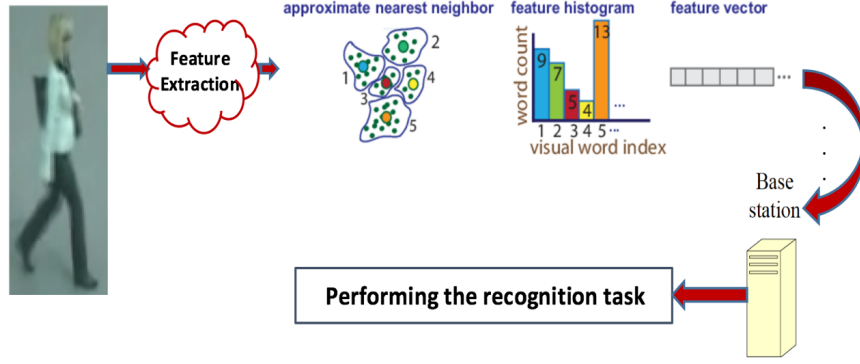 approximate nearest neighbor
feature histogram
feature vector
Feature
Extraction
1
2
3
4
5
word count
9
7
5
4
13
...
1 2 3 4 5 ...
visual word index
...
Base
station
Performing the recognition task